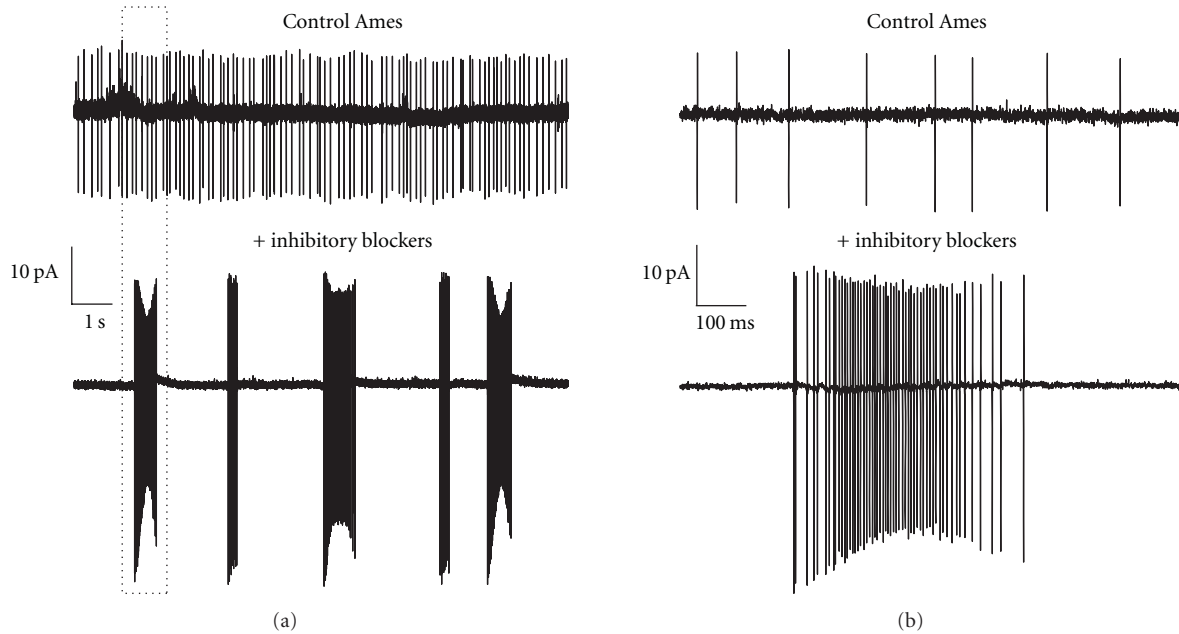 Control Ames
+ inhibitory blockers
10 pA
1 s
(a)
Control Ames
+ inhibitory blockers
10 pA
100 ms
(b)